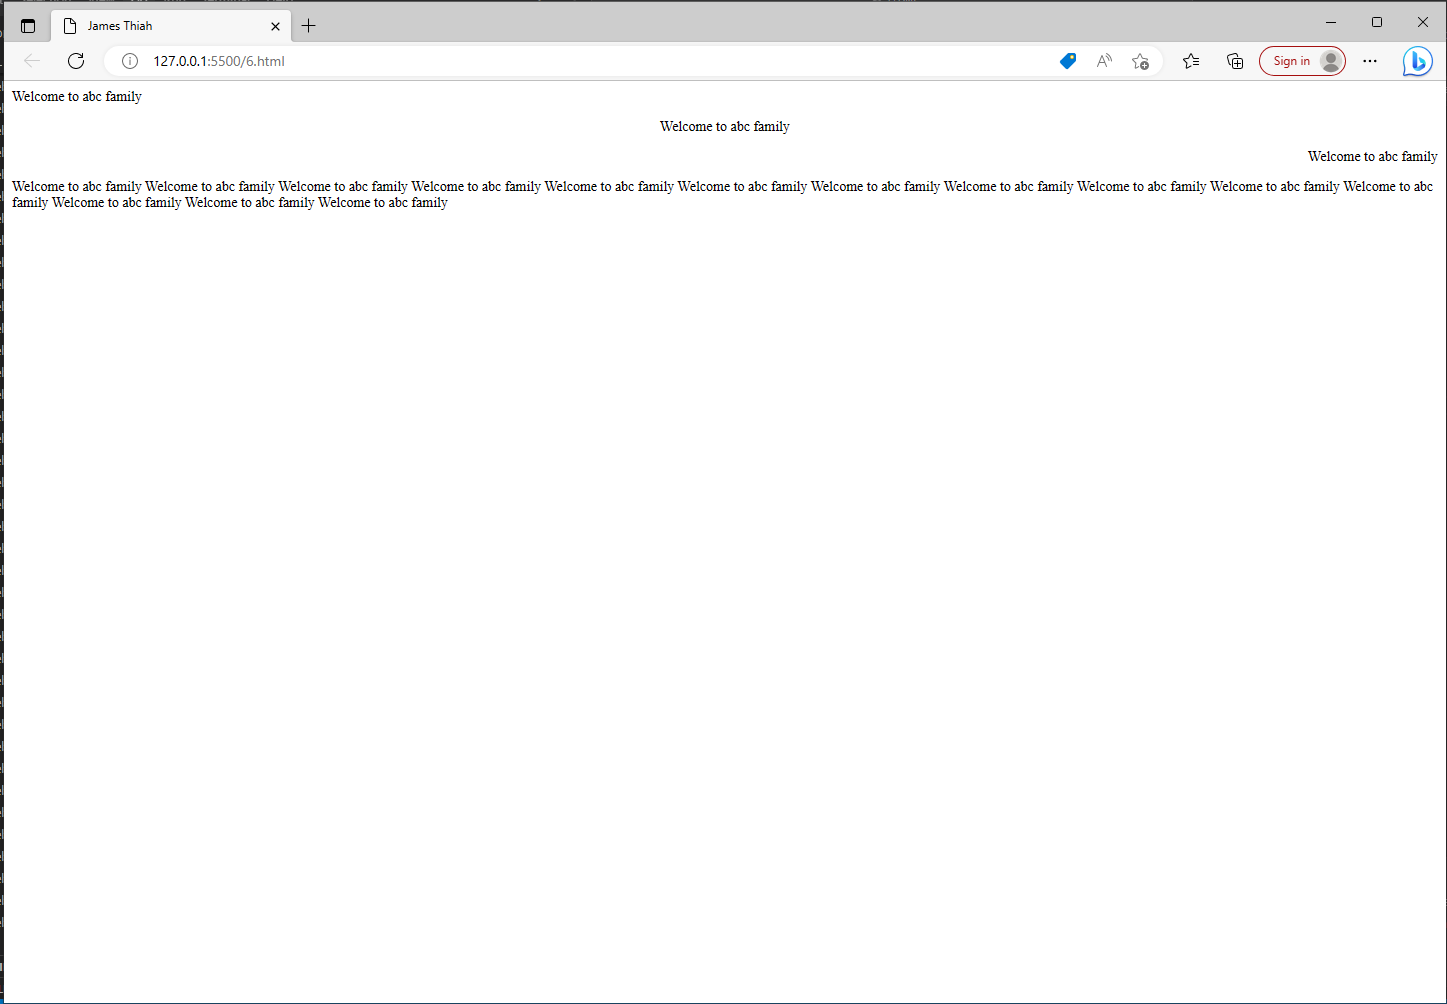 James Thiah
127.0.0.1:5500/6.html
Sign in
Welcome to abc family
Welcome to abc family
Welcome to abc family
Welcome to abc family Welcome to abc family Welcome to abc family Welcome to abc family Welcome to abc family Welcome to abc family Welcome to abc family Welcome to abc family Welcome to abc family Welcome to abc family Welcome to abc
family Welcome to abc family Welcome to abc family Welcome to abc family